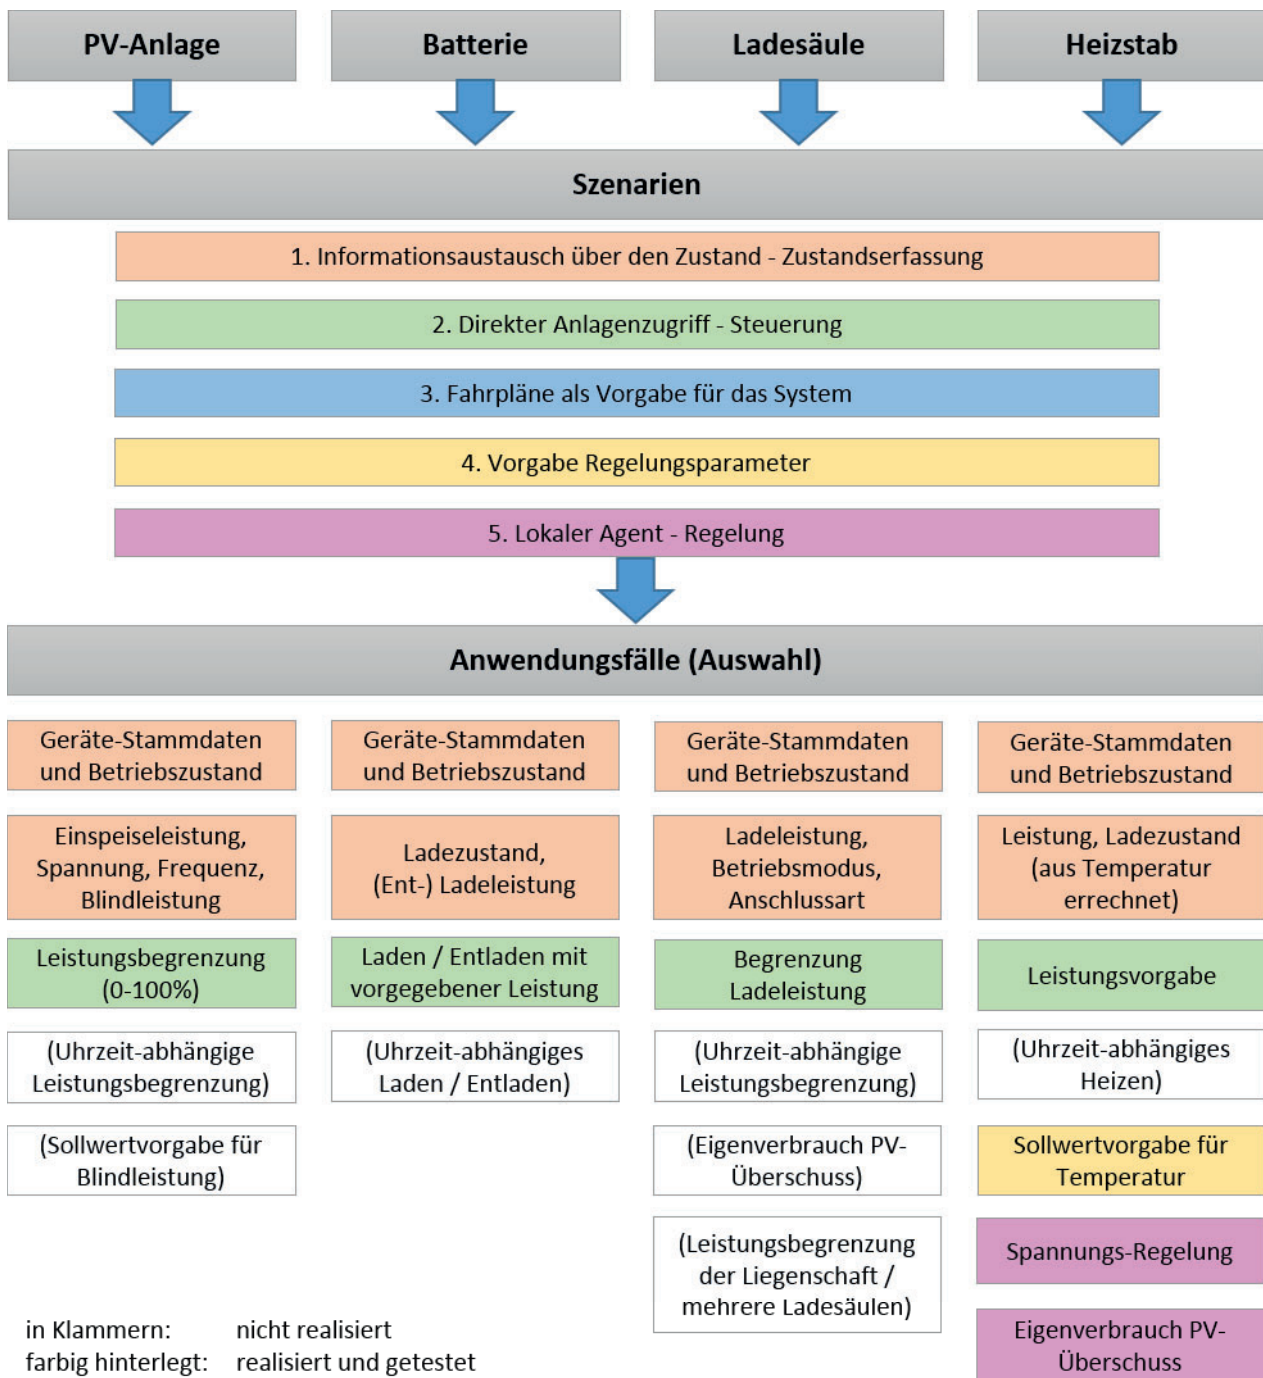 PV-Anlage
Batterie
Ladesäule
Heizstab
Szenarien
1. Informationsaustausch über den Zustand - Zustandserfassung
2. Direkter Anlagenzugriff - Steuerung
3. Fahrpläne als Vorgabe für das System
4. Vorgabe Regelungsparameter
5. Lokaler Agent - Regelung
Anwendungsfälle (Auswahl)
Geräte-Stammdaten
und Betriebszustand
Geräte-Stammdaten
und Betriebszustand
Geräte-Stammdaten
und Betriebszustand
Geräte-Stammdaten
und Betriebszustand
Einspeiseleistung,
Spannung, Frequenz,
Blindleistung
Ladezustand,
(Ent-) Ladeleistung
Ladeleistung,
Betriebsmodus,
Anschlussart
Leistung, Ladezustand
(aus Temperatur
errechnet)
Leistungsbegrenzung
(0-100%)
Laden / Entladen mit
vorgegebener Leistung
Begrenzung
Ladeleistung
Leistungsvorgabe
(Uhrzeit-abhängige
Leistungsbegrenzung)
(Uhrzeit-abhängiges
Laden / Entladen)
(Uhrzeit-abhängige
Leistungsbegrenzung)
(Uhrzeit-abhängiges
Heizen)
(Sollwertvorgabe für
Blindleistung)
(Eigenverbrauch PV-
Überschuss)
Sollwertvorgabe für
Temperatur
(Leistungsbegrenzung
der Liegenschaft /
mehrere Ladesäulen)
Spannungs-Regelung
Eigenverbrauch PV-
Überschuss
in Klammern: nicht realisiert
farbig hinterlegt: realisiert und getestet